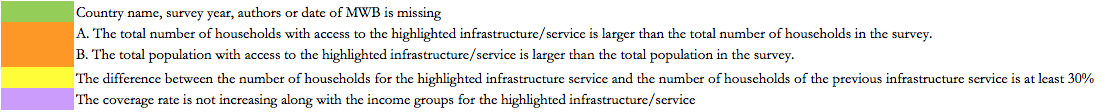 Country name, survey year, authors or date of MWB is missing
A. The total number of households with access to the highlighted infrastructure/service is larger than the total number of households in the survey.
B. The total population with access to the highlighted infrastructure/service is larger than the total population in the survey.
The difference between the number of households for the highlighted infrastructure service and the number of households of the previous infrastructure service is at least 30%
The coverage rate is not increasing along with the income groups for the highlighted infrastructure/service